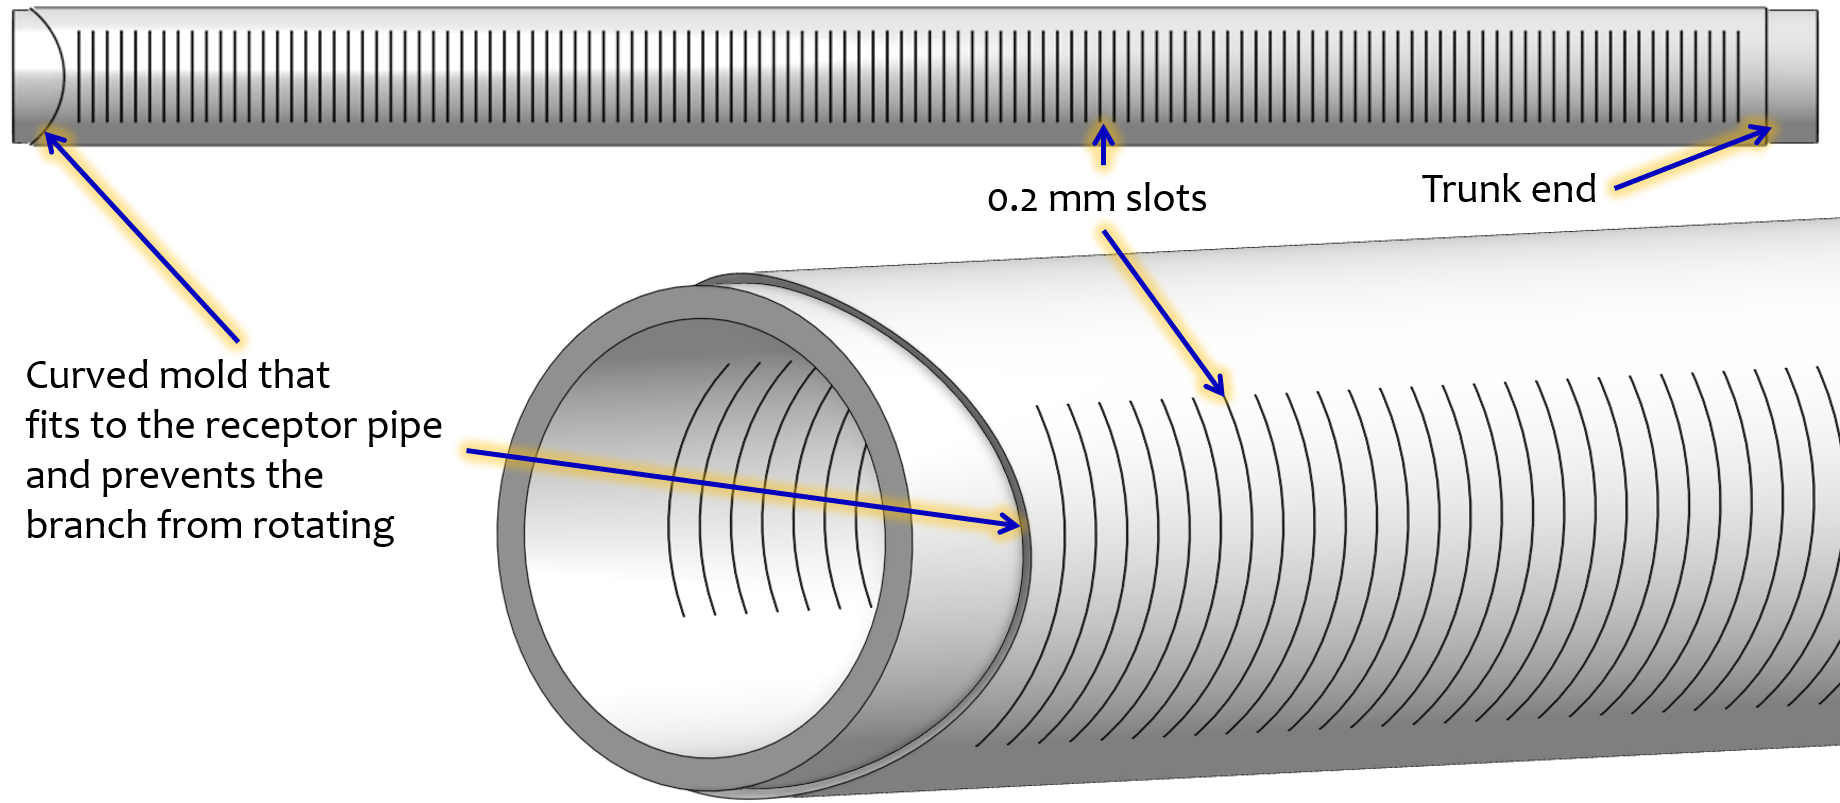 0.2 mm slots
Trunk end
Curved mold that
fits to the receptor pipe
and prevents the
branch from rotating